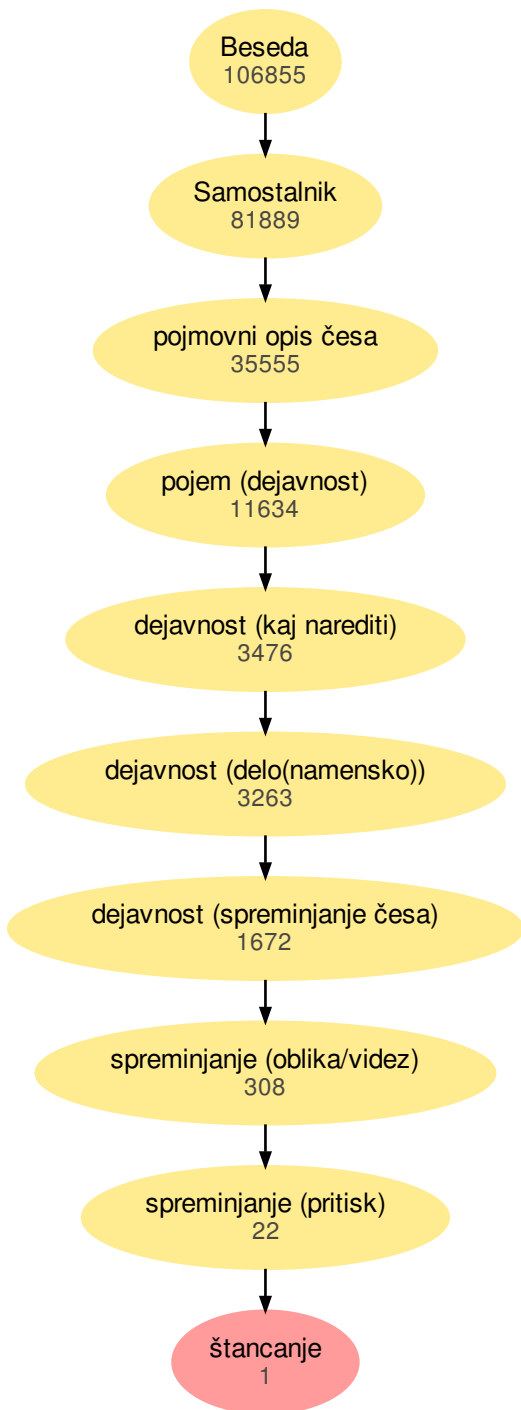 Beseda
106855
Samostalnik
81889
pojmovni opis česa
35555
pojem (dejavnost)
11634
dejavnost (kaj narediti)
3476
dejavnost (delo(namensko))
3263
dejavnost (spreminjanje česa)
1672
spreminjanje (oblika/videz)
308
spreminjanje (pritisk)
22
štancanje
1